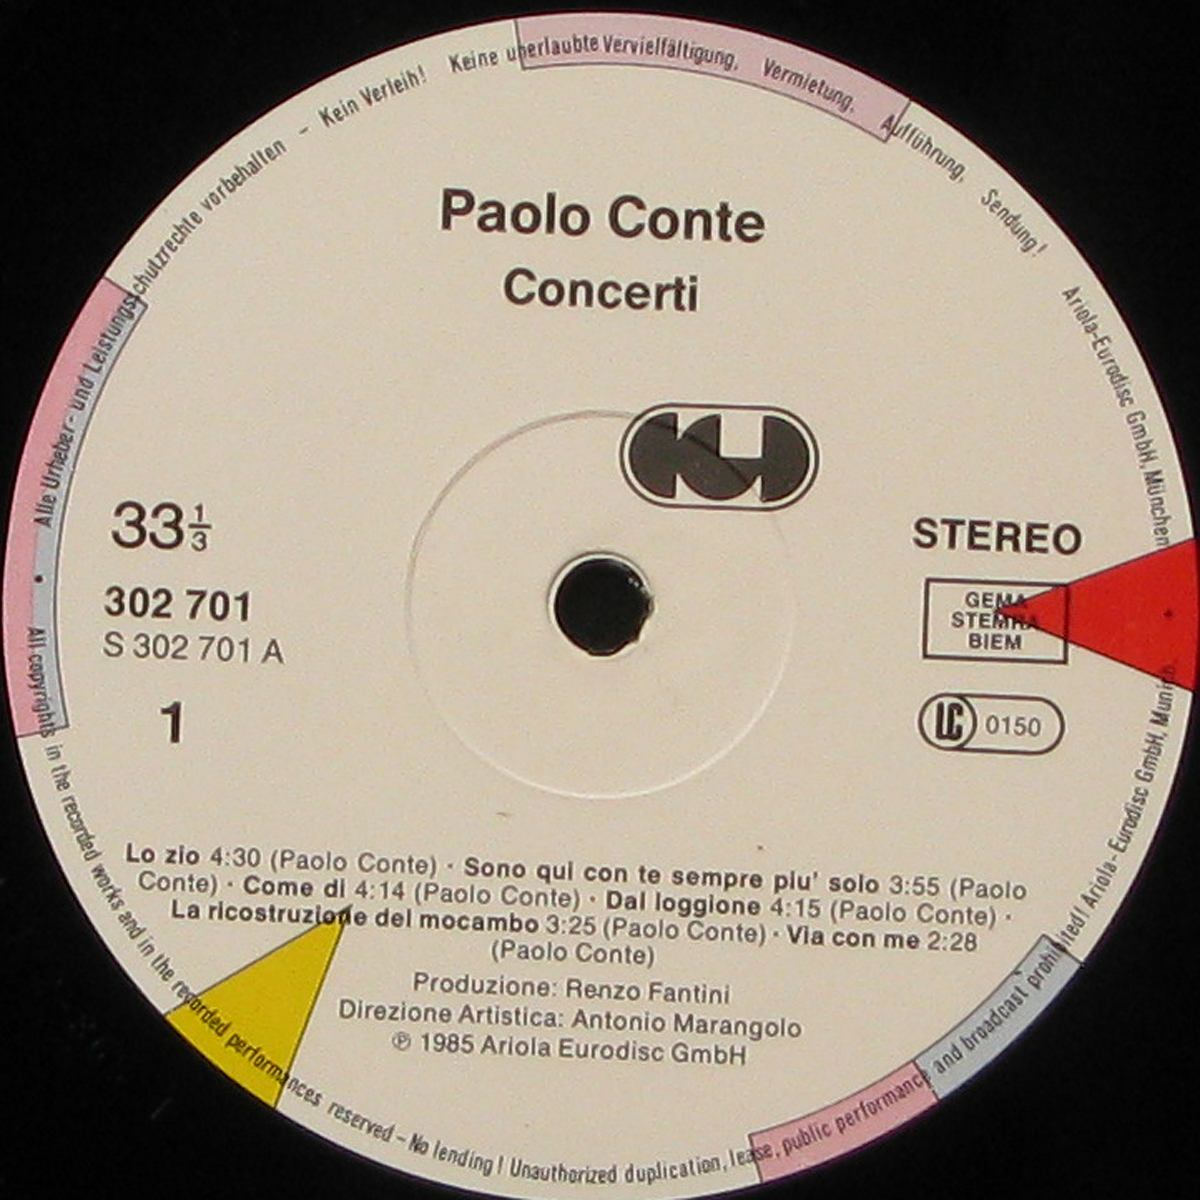 Alle Urheber- und Leistungsschutzrechte vorbehalten – Kein Verleih! Keine unerlaubte Vervielfältigung, Vermietung, Aufführung, Sendung! Ariola-Eurodisc GmbH, München
Paolo Conte
Concerti
33 1/3
302 701
S 302 701 A
1
STEREO
GEMA
STEMRA
BIEM
LC 0150
Lo zio 4:30 (Paolo Conte) · Sono qui con te sempre piu' solo 3:55 (Paolo
Conte) · Come di 4:14 (Paolo Conte) · Dal loggione 4:15 (Paolo Conte) ·
La ricostruzione del mocambo 3:25 (Paolo Conte) · Via con me 2:28
(Paolo Conte)
Produzione: Renzo Fantini
Direzione Artistica: Antonio Marangolo
℗ 1985 Ariola Eurodisc GmbH
All copyrights in the recorded works and in the recorded performances reserved – No lending! Unauthorized duplication, lease, public performance and broadcast prohibited! Ariola-Eurodisc GmbH, Munich